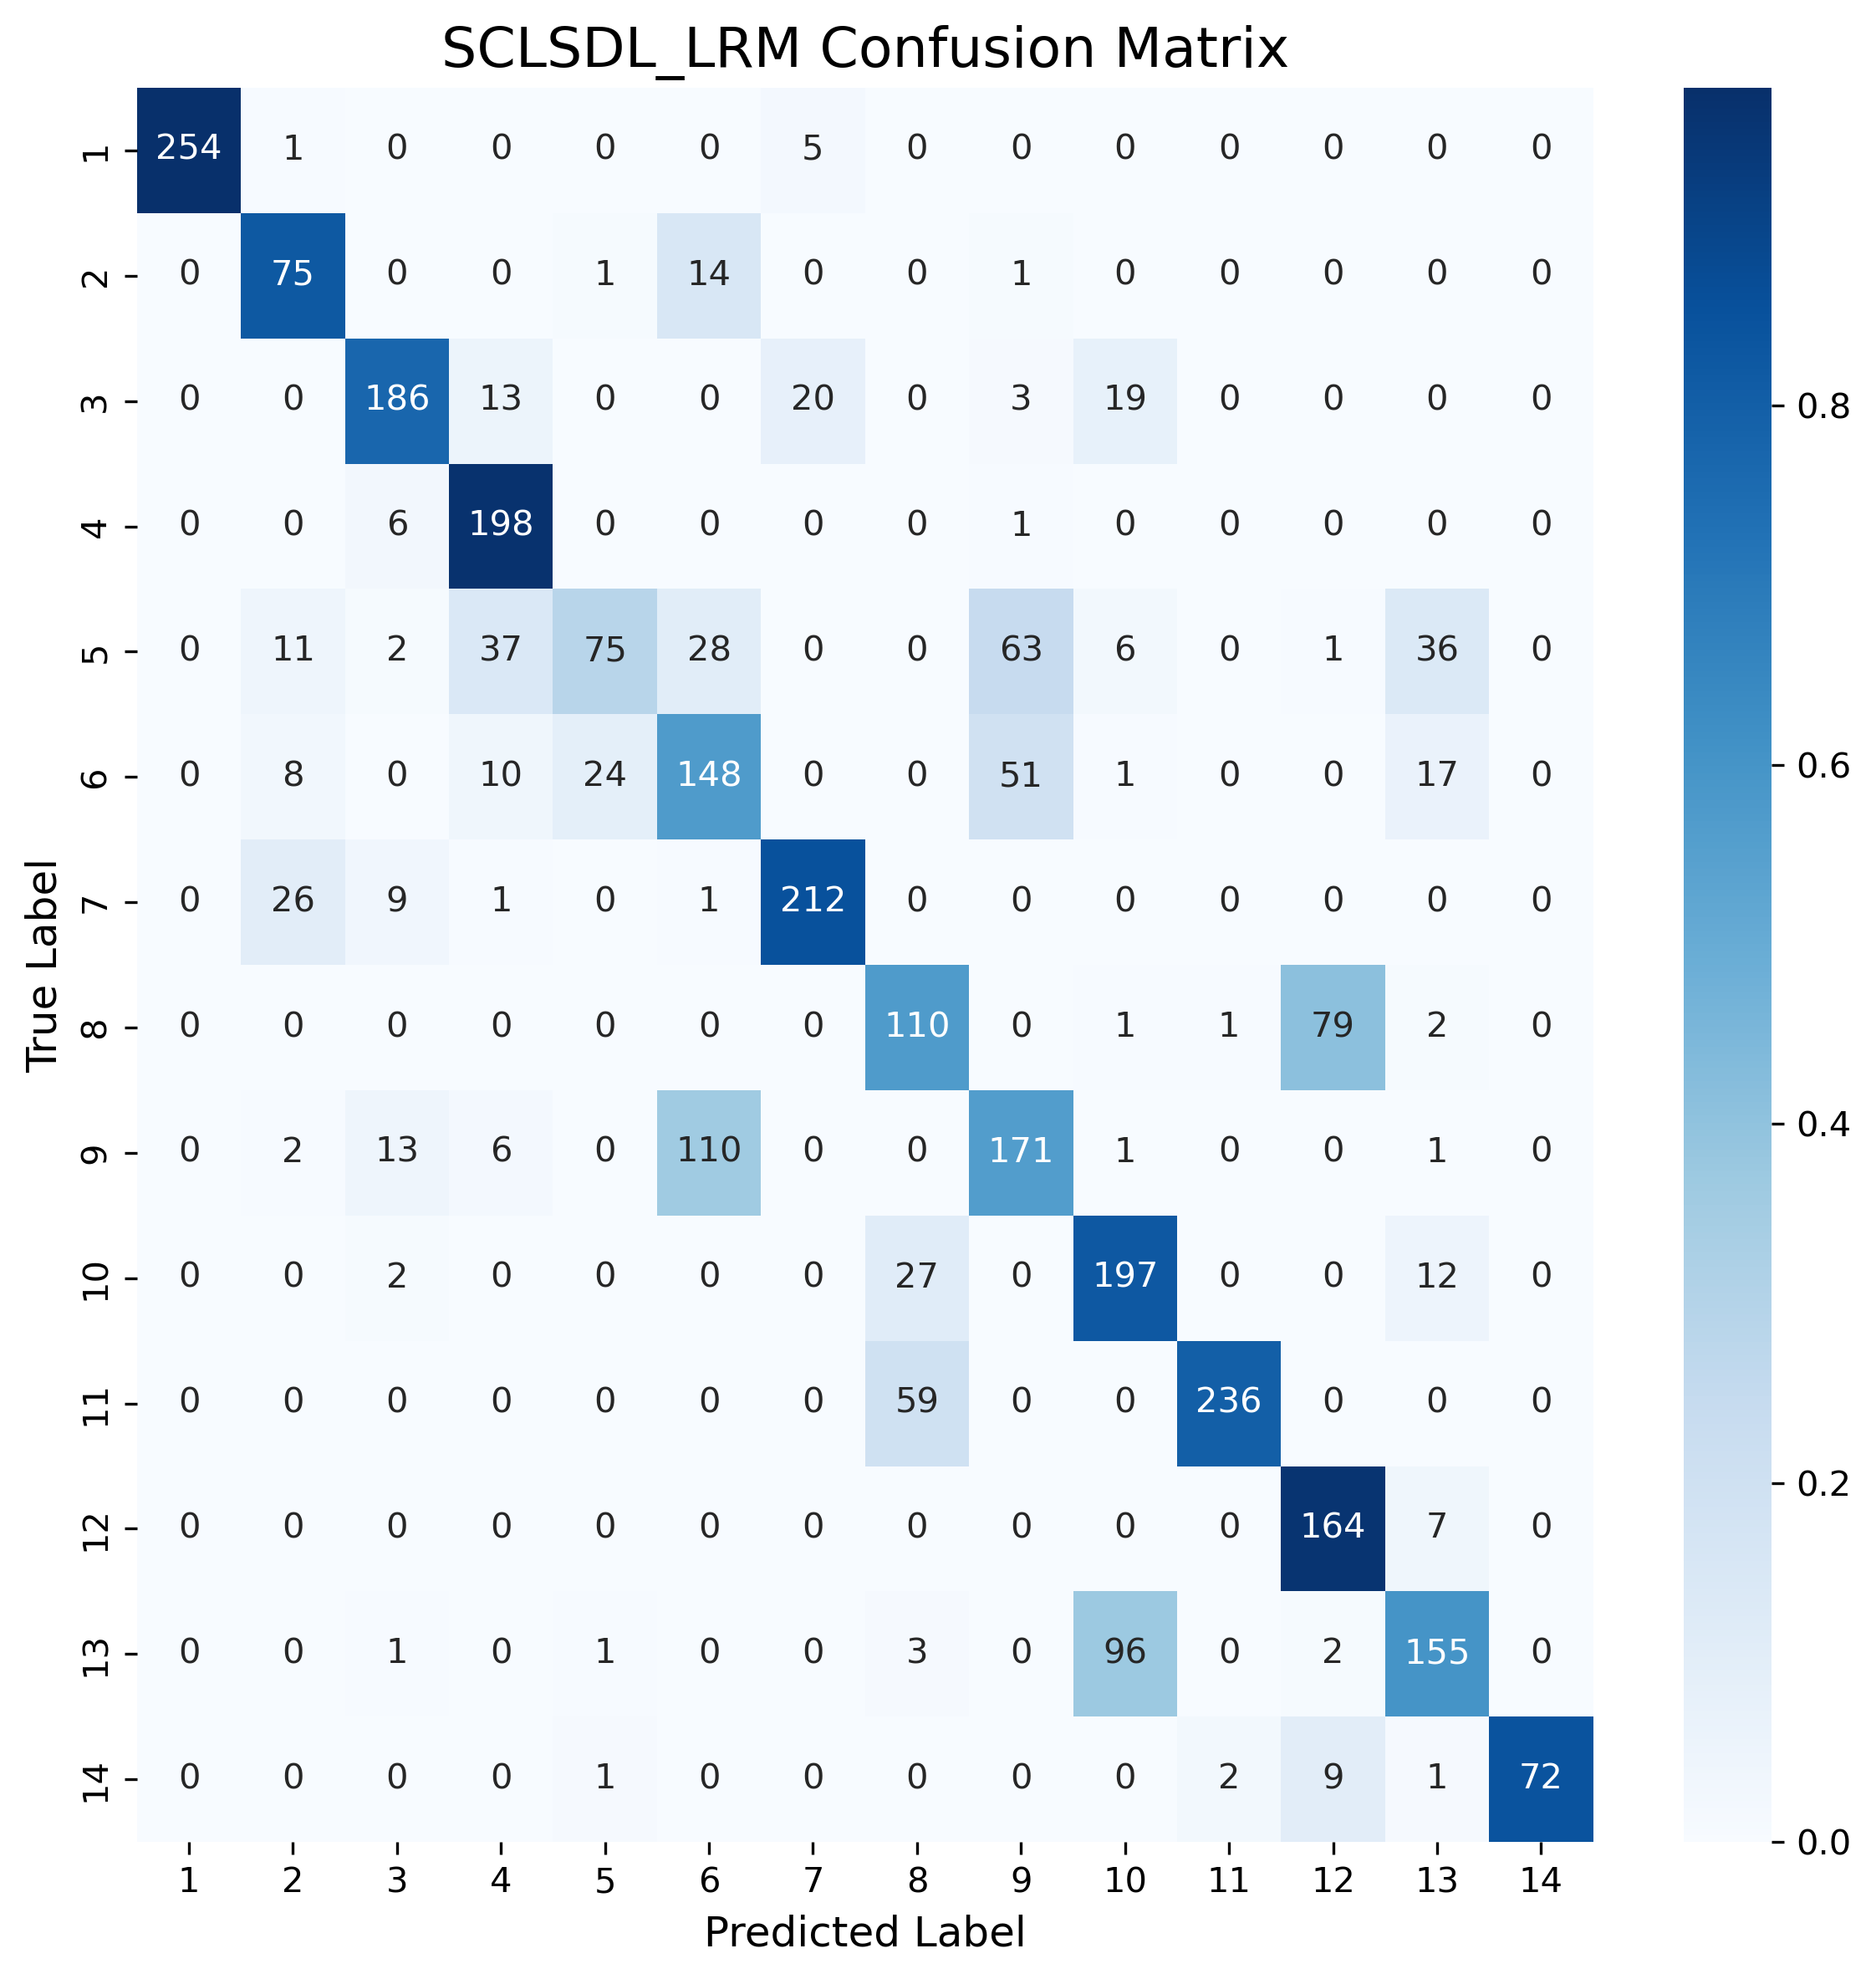 SCLSDL_LRM Confusion Matrix
1 254 1 0 0 0 0 5 0 0 0 0 0 0 0
2 0 75 0 0 1 14 0 0 1 0 0 0 0 0
3 0 0 186 13 0 0 20 0 3 19 0 0 0 0
4 0 0 6 198 0 0 0 0 1 0 0 0 0 0
5 0 11 2 37 75 28 0 0 63 6 0 1 36 0
6 0 8 0 10 24 148 0 0 51 1 0 0 17 0
7 0 26 9 1 0 1 212 0 0 0 0 0 0 0
8 0 0 0 0 0 0 0 110 0 1 1 79 2 0
9 0 2 13 6 0 110 0 0 171 1 0 0 1 0
10 0 0 2 0 0 0 0 27 0 197 0 0 12 0
11 0 0 0 0 0 0 0 59 0 0 236 0 0 0
12 0 0 0 0 0 0 0 0 0 0 0 164 7 0
13 0 0 1 0 1 0 0 3 0 96 0 2 155 0
14 0 0 0 0 1 0 0 0 0 0 2 9 1 72
1 2 3 4 5 6 7 8 9 10 11 12 13 14
Predicted Label
True Label
0.8
0.6
0.4
0.2
0.0